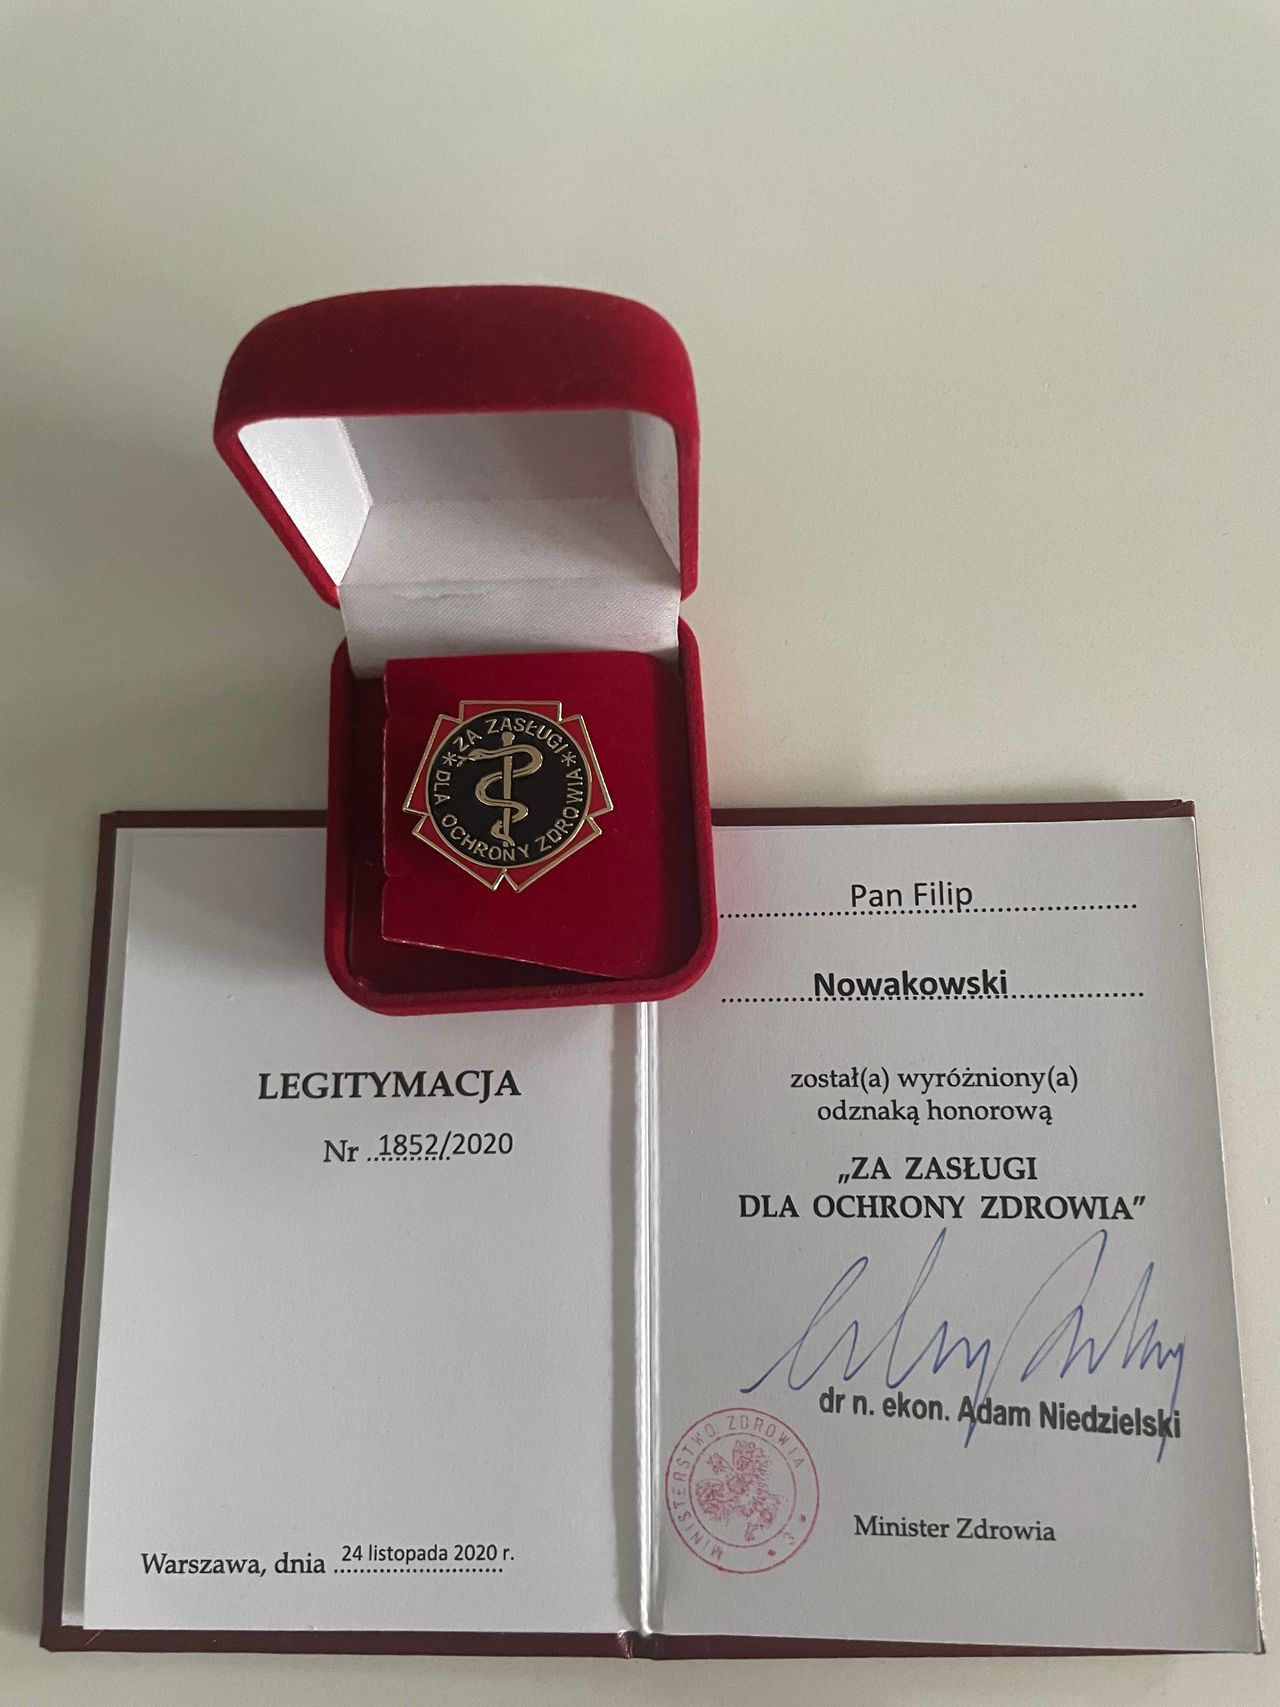 ZA ZASŁUGI
* DLA OCHRONY ZDROWIA *
LEGITYMACJA
Nr 1852/2020
Warszawa, dnia 24 listopada 2020 r.
Pan Filip
Nowakowski
został(a) wyróżniony(a)
odznaką honorową
„ZA ZASŁUGI
DLA OCHRONY ZDROWIA”
dr n. ekon. Adam Niedzielski
MINISTERSTWO ZDROWIA
* 3 *
Minister Zdrowia